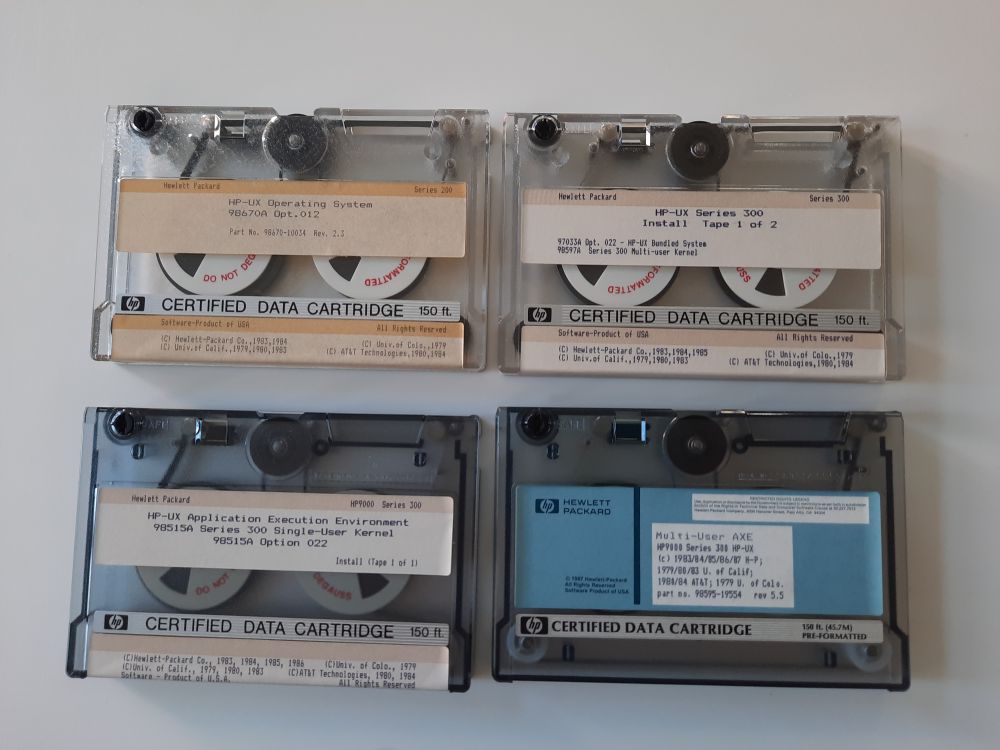 Hewlett Packard Series 200
HP-UX Operating System
98670A Opt.012
Part No. 98670-10034 Rev. 2.3
DO NOT DEG
FORMATTED
hp CERTIFIED DATA CARTRIDGE 150 ft.
Software-Product of USA All Rights Resrved
(C) Hewlett-Packard Co.,1983,1984 (C) Univ.of Colo.,1979
(C) Univ.of Calif.,1979,1980,1983 (C) AT&T Technologies,1980,1984
Hewlett Packard Series 300
HP-UX Series 300
Install Tape 1 of 2
97033A Opt. 022 - HP-UX Bundled System
98597A Series 300 Multi-user Kernel
FORMATTED
USS
FORMATTED
hp CERTIFIED DATA CARTRIDGE 150 ft.
Software-Product of USA All Rights Reserved
(C) Hewlett-Packard Co.,1983,1984,1985 (C) Univ.of Colo.,1979
(C) Univ.of Calif.,1979,1980,1983 (C) AT&T Technologies,1980,1984
Hewlett Packard HP9000 Series 300
HP-UX Application Execution Environment
98515A Series 300 Single-User Kernel
98515A Option 022
Install (Tape 1 of 1)
DO NOT
DEGAUSS
hp CERTIFIED DATA CARTRIDGE 150 ft.
(C)Hewlett-Packard Co., 1983, 1984, 1985, 1986 (C)Univ. of Colo., 1979
(C)Univ. of Calif., 1979, 1980, 1983 (C)AT&T Technologies, 1980, 1984
Software - Product of U.S.A. All Rights Reserved
hp HEWLETT
PACKARD
RESTRICTED RIGHTS LEGEND
© 1987 Hewlett-Packard
All Rights Reserved
Software Product of USA
Multi-User AXE
HP9000 Series 300 HP-UX
(c) 1983/84/85/86/87 H-P;
1979/80/83 U. of Calif;
1980/84 AT&T; 1979 U. of Colo.
part no. 98595-19554 rev 5.5
hp CERTIFIED DATA CARTRIDGE 150 ft. (45.7M)
PRE-FORMATTED